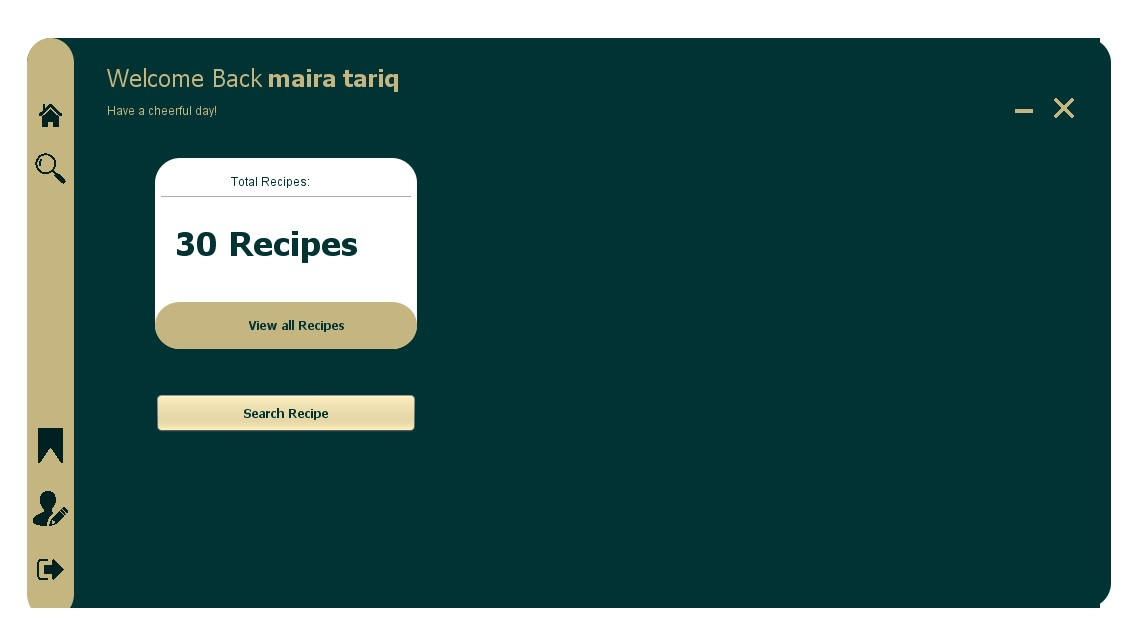 Welcome Back maira tariq
Have a cheerful day!
Total Recipes:
30 Recipes
View all Recipes
Search Recipe